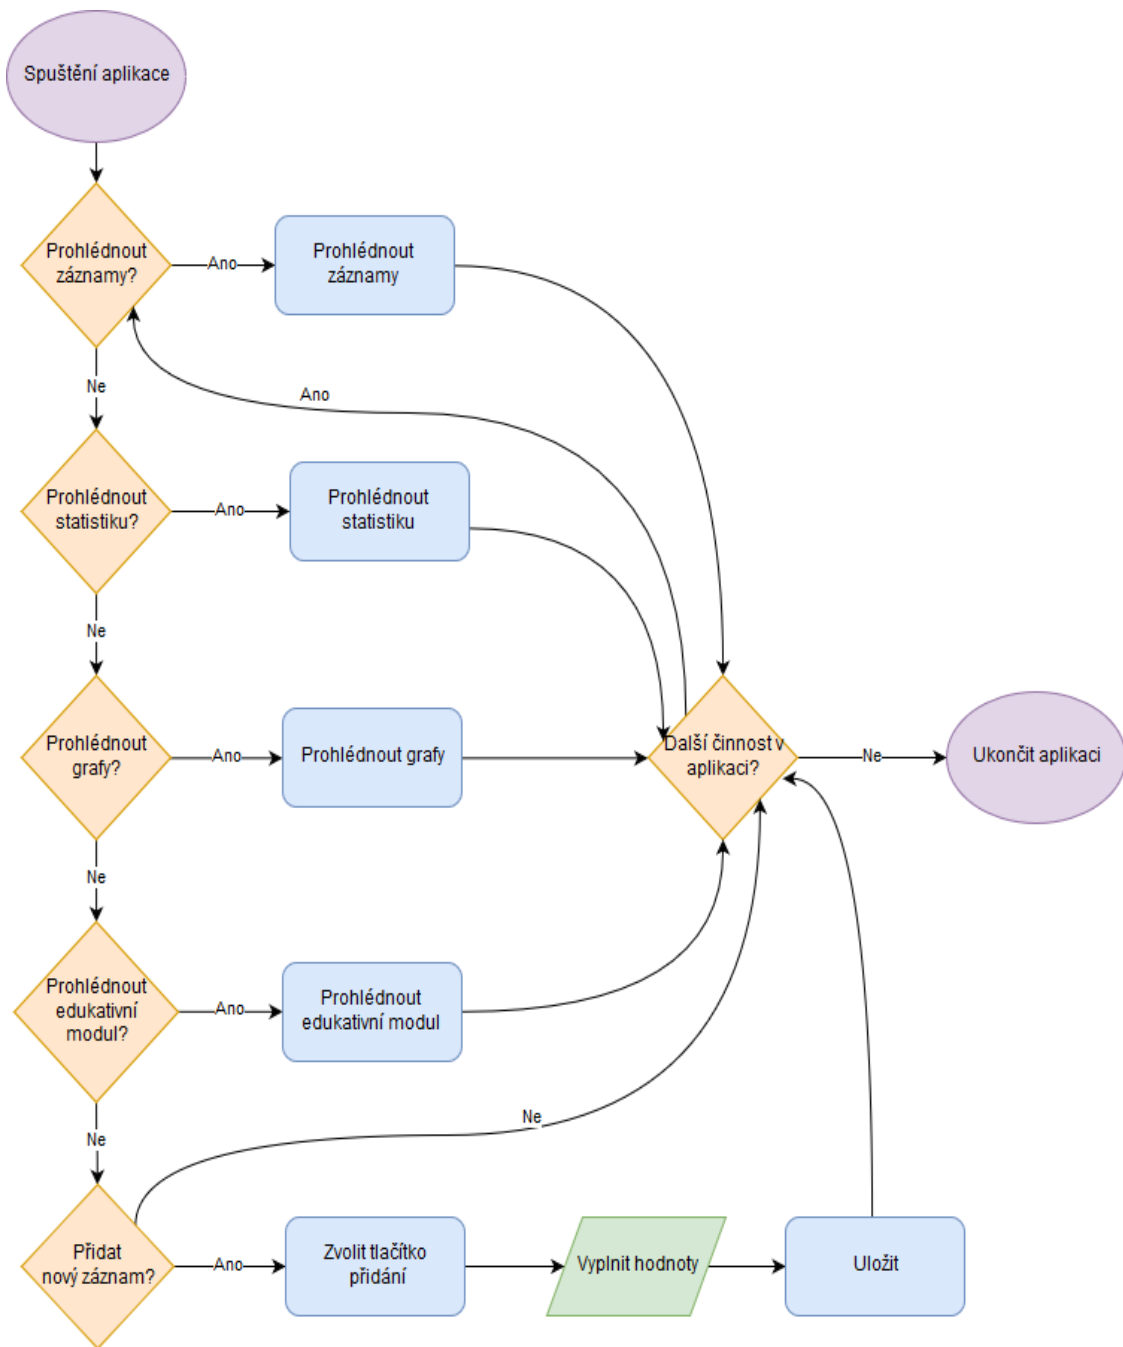 Spuštění aplikace
Prohlédnout
záznamy?
Ano
Prohlédnout
záznamy
Ne
Ano
Prohlédnout
statistiku?
Ano
Prohlédnout
statistiku
Ne
Prohlédnout
grafy?
Ano
Prohlédnout grafy
Další činnost v
aplikaci?
Ne
Ukončit aplikaci
Ne
Prohlédnout
edukativní
modul?
Ano
Prohlédnout
edukativní modul
Ne
Ne
Přidat
nový záznam?
Ano
Zvolit tlačítko
přidání
Vyplnit hodnoty
Uložit